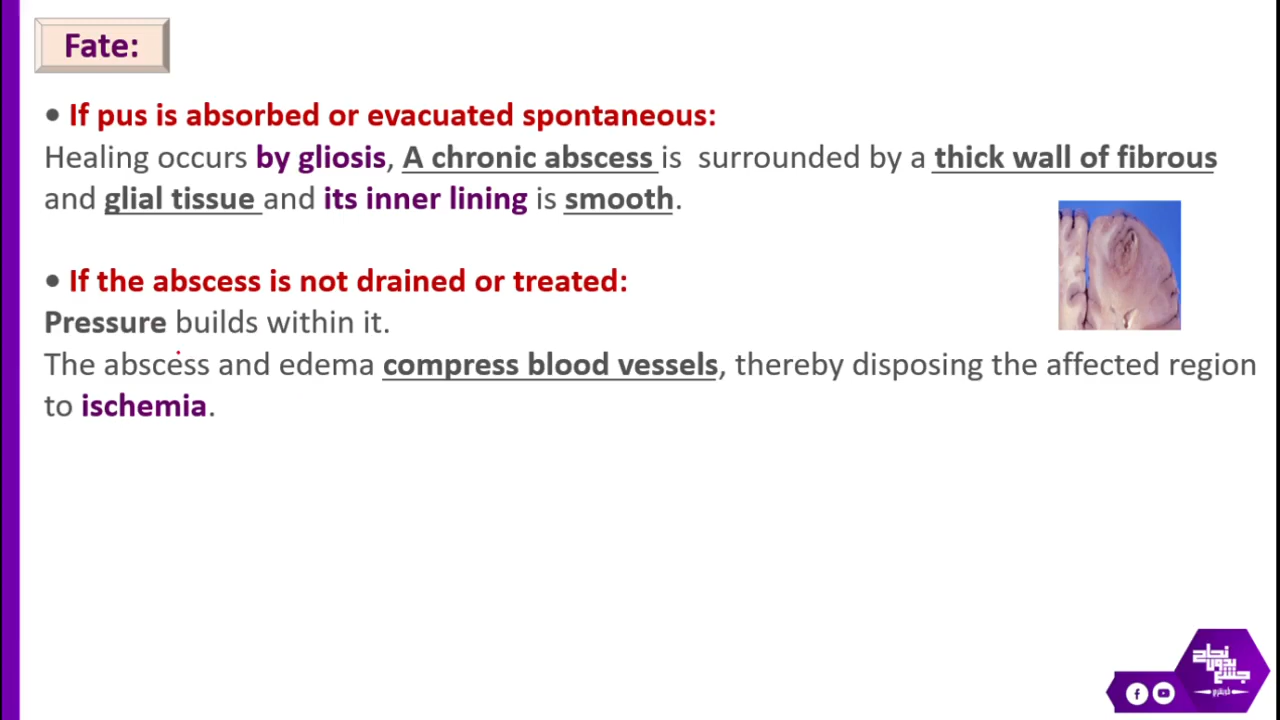 Fate:
• If pus is absorbed or evacuated spontaneous:
Healing occurs by gliosis, A chronic abscess is surrounded by a thick wall of fibrous
and glial tissue and its inner lining is smooth.
• If the abscess is not drained or treated:
Pressure builds within it.
The abscess and edema compress blood vessels, thereby disposing the affected region
to ischemia.
نجاح
بدون